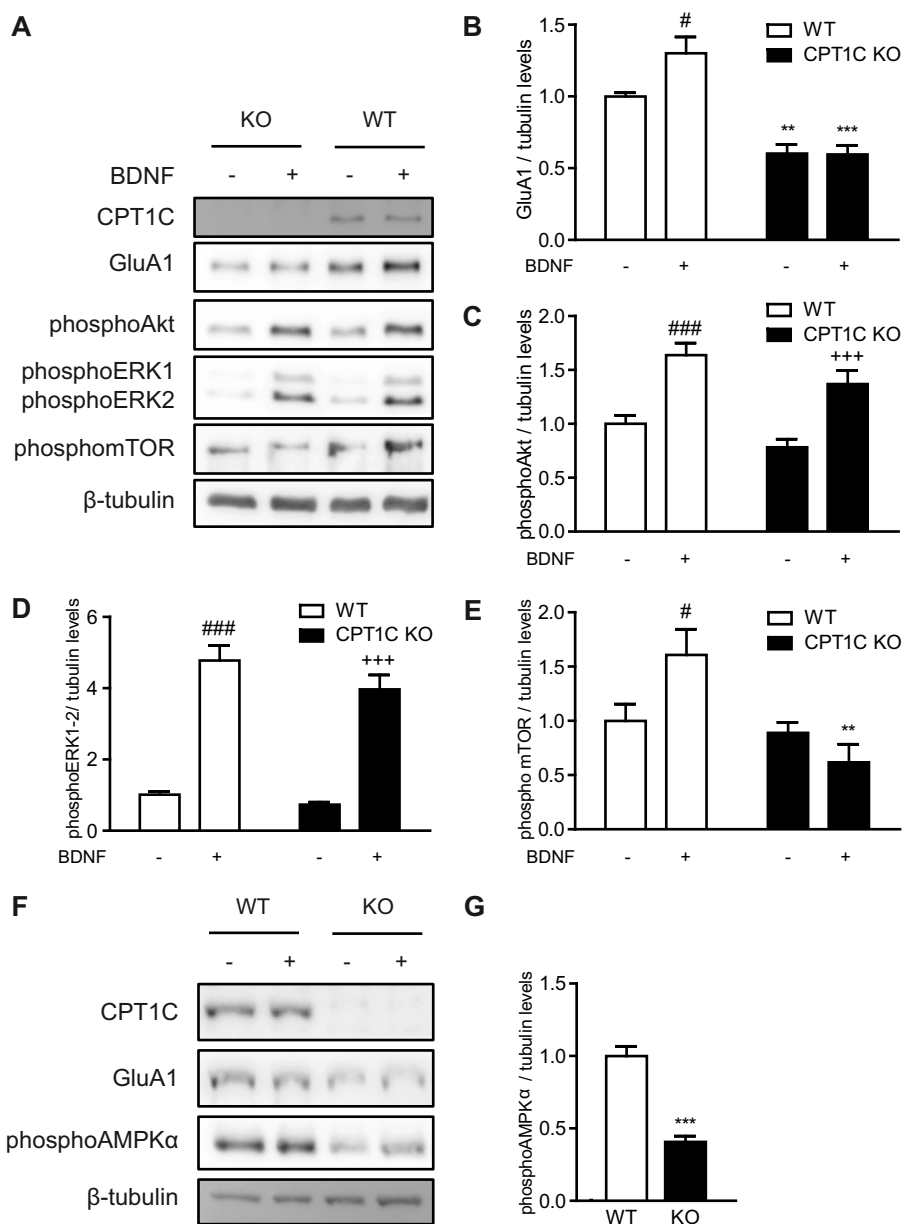 A
KO WT
BDNF - + - +
CPT1C
GluA1
phosphoAkt
phosphoERK1
phosphoERK2
phosphomTOR
β-tubulin
B
WT
CPT1C KO
GluA1 / tubulin levels
1.5
1.0
0.5
0.0
#
**
***
BDNF - + - +
C
WT
CPT1C KO
phosphoAkt / tubulin levels
2.0
1.5
1.0
0.5
0.0
###
+++
BDNF - + - +
D
WT
CPT1C KO
phosphoERK1-2/ tubulin levels
6
4
2
0
###
+++
BDNF - + - +
E
WT
CPT1C KO
phospho mTOR / tubulin levels
2.0
1.5
1.0
0.5
0.0
#
**
BDNF - + - +
F
WT KO
- + - +
CPT1C
GluA1
phosphoAMPKα
β-tubulin
G
phosphoAMPKα / tubulin levels
1.5
1.0
0.5
0.0
***
WT KO